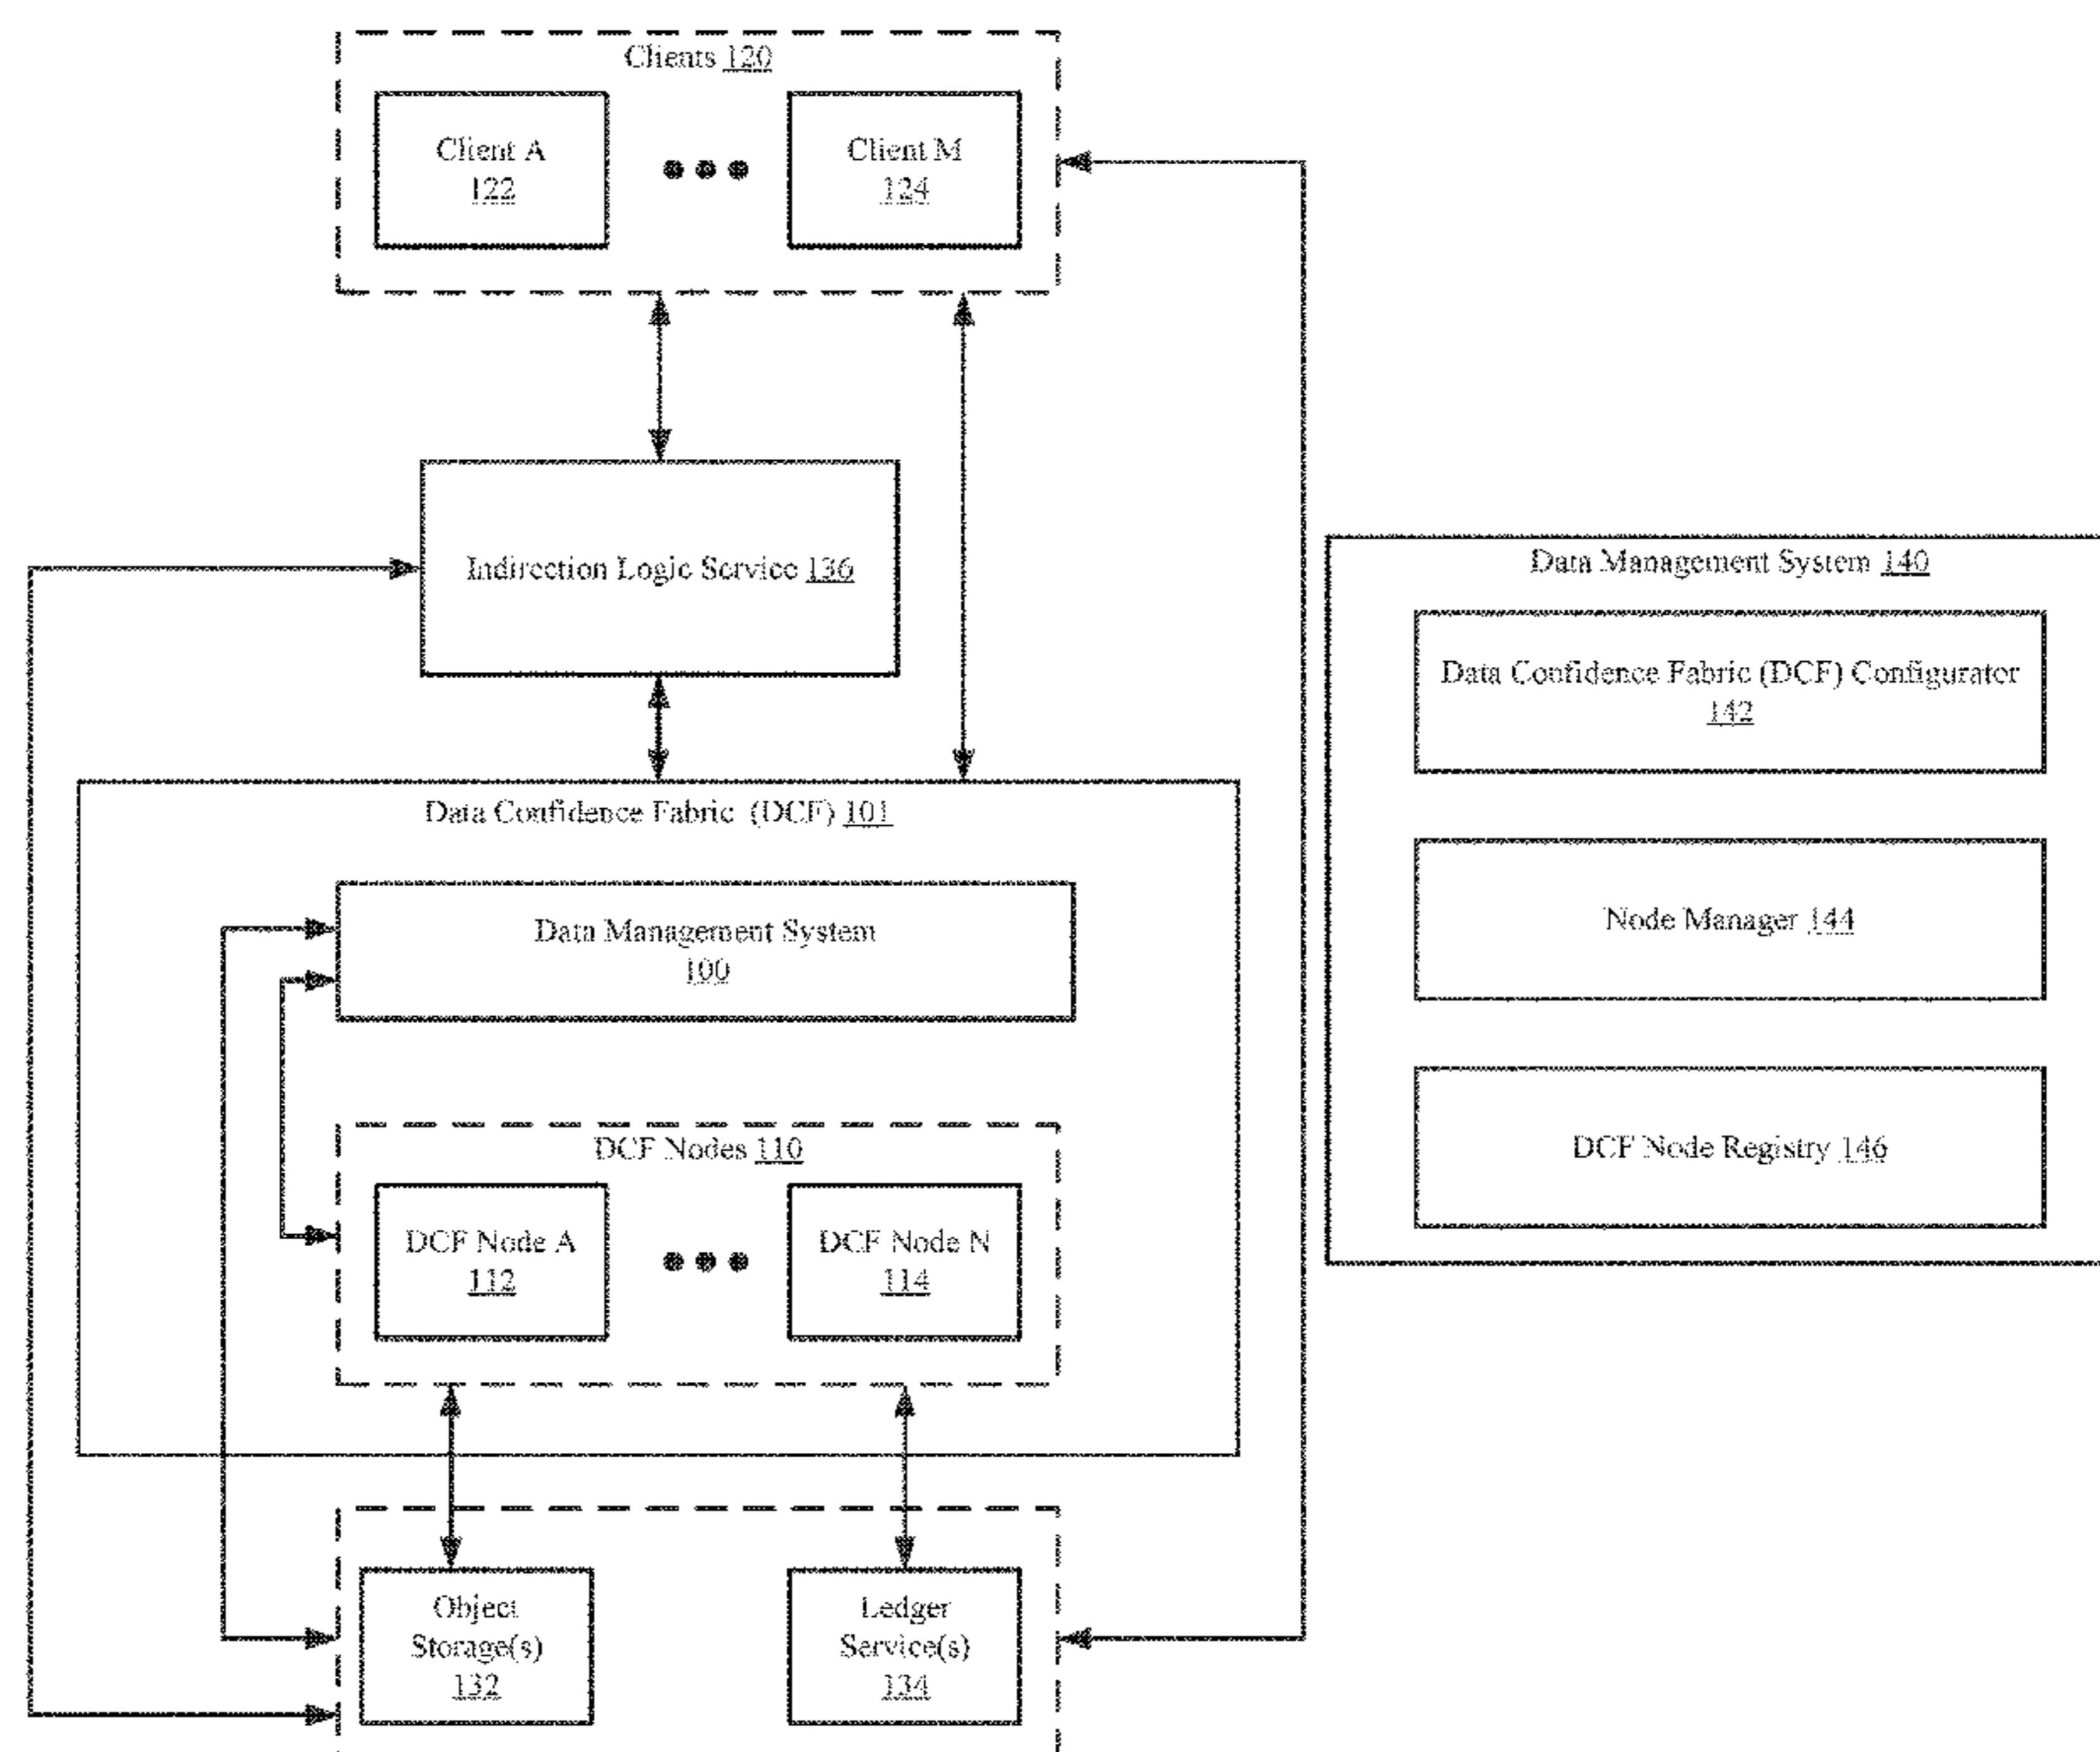 Clients 120
Client A
122
Client M
124
Indirection Logic Service 136
Data Confidence Fabric (DCF) 101
Data Management System
100
DCF Nodes 110
DCF Node A
112
DCF Node N
114
Object
Storage(s)
132
Ledger
Service(s)
134
Data Management System 140
Data Confidence Fabric (DCF) Configurator
142
Node Manager 144
DCF Node Registry 146